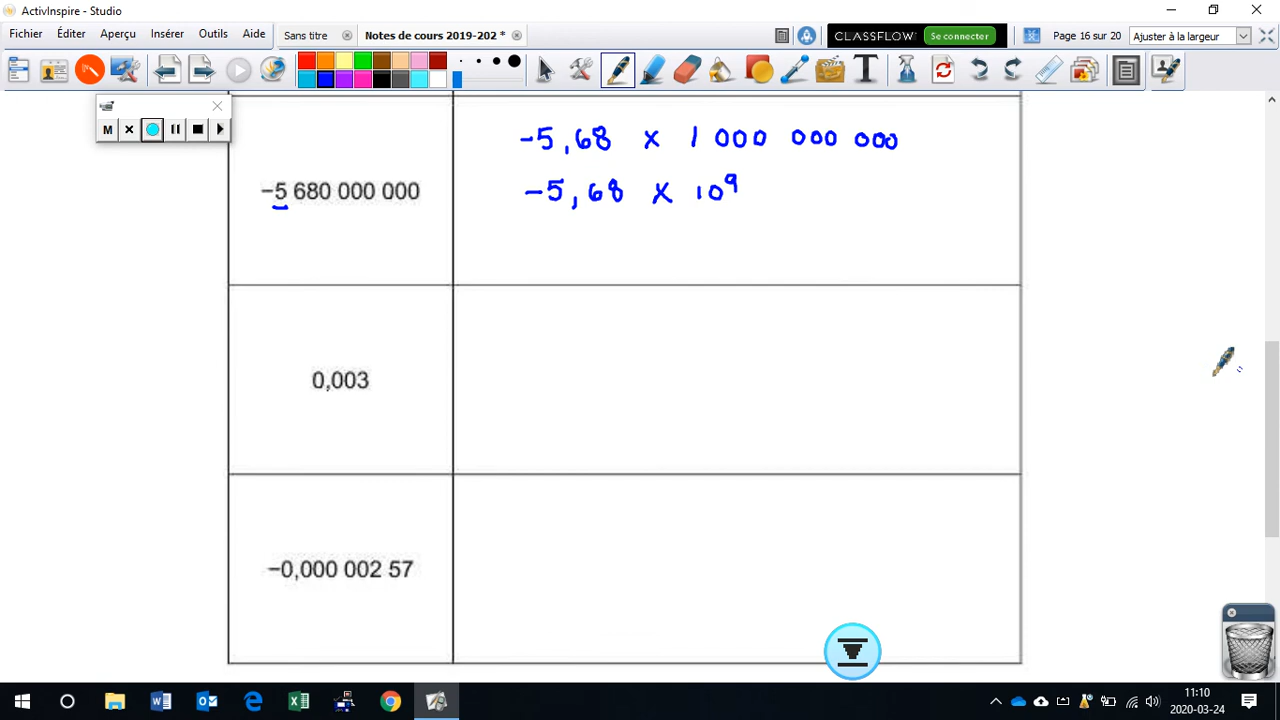 ActivInspire - Studio
Fichier Éditer Aperçu Insérer Outils Aide
Sans titre
Notes de cours 2019-202 *
CLASSFLOW
Se connecter
Page 16 sur 20
Ajuster à la largeur
M
−5 680 000 000
-5,68 x 1 000 000 000
-5,68 x 10⁹
0,003
−0,000 002 57
11:10
2020-03-24